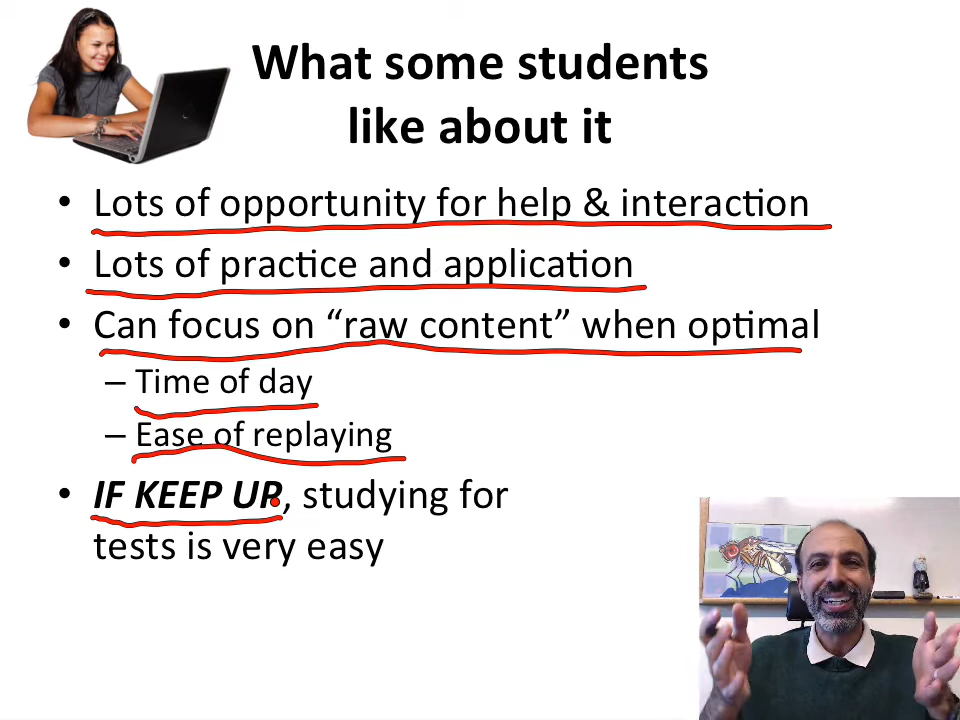 What some students
like about it
• Lots of opportunity for help & interaction
• Lots of practice and application
• Can focus on “raw content” when optimal
– Time of day
– Ease of replaying
• IF KEEP UP, studying for
tests is very easy